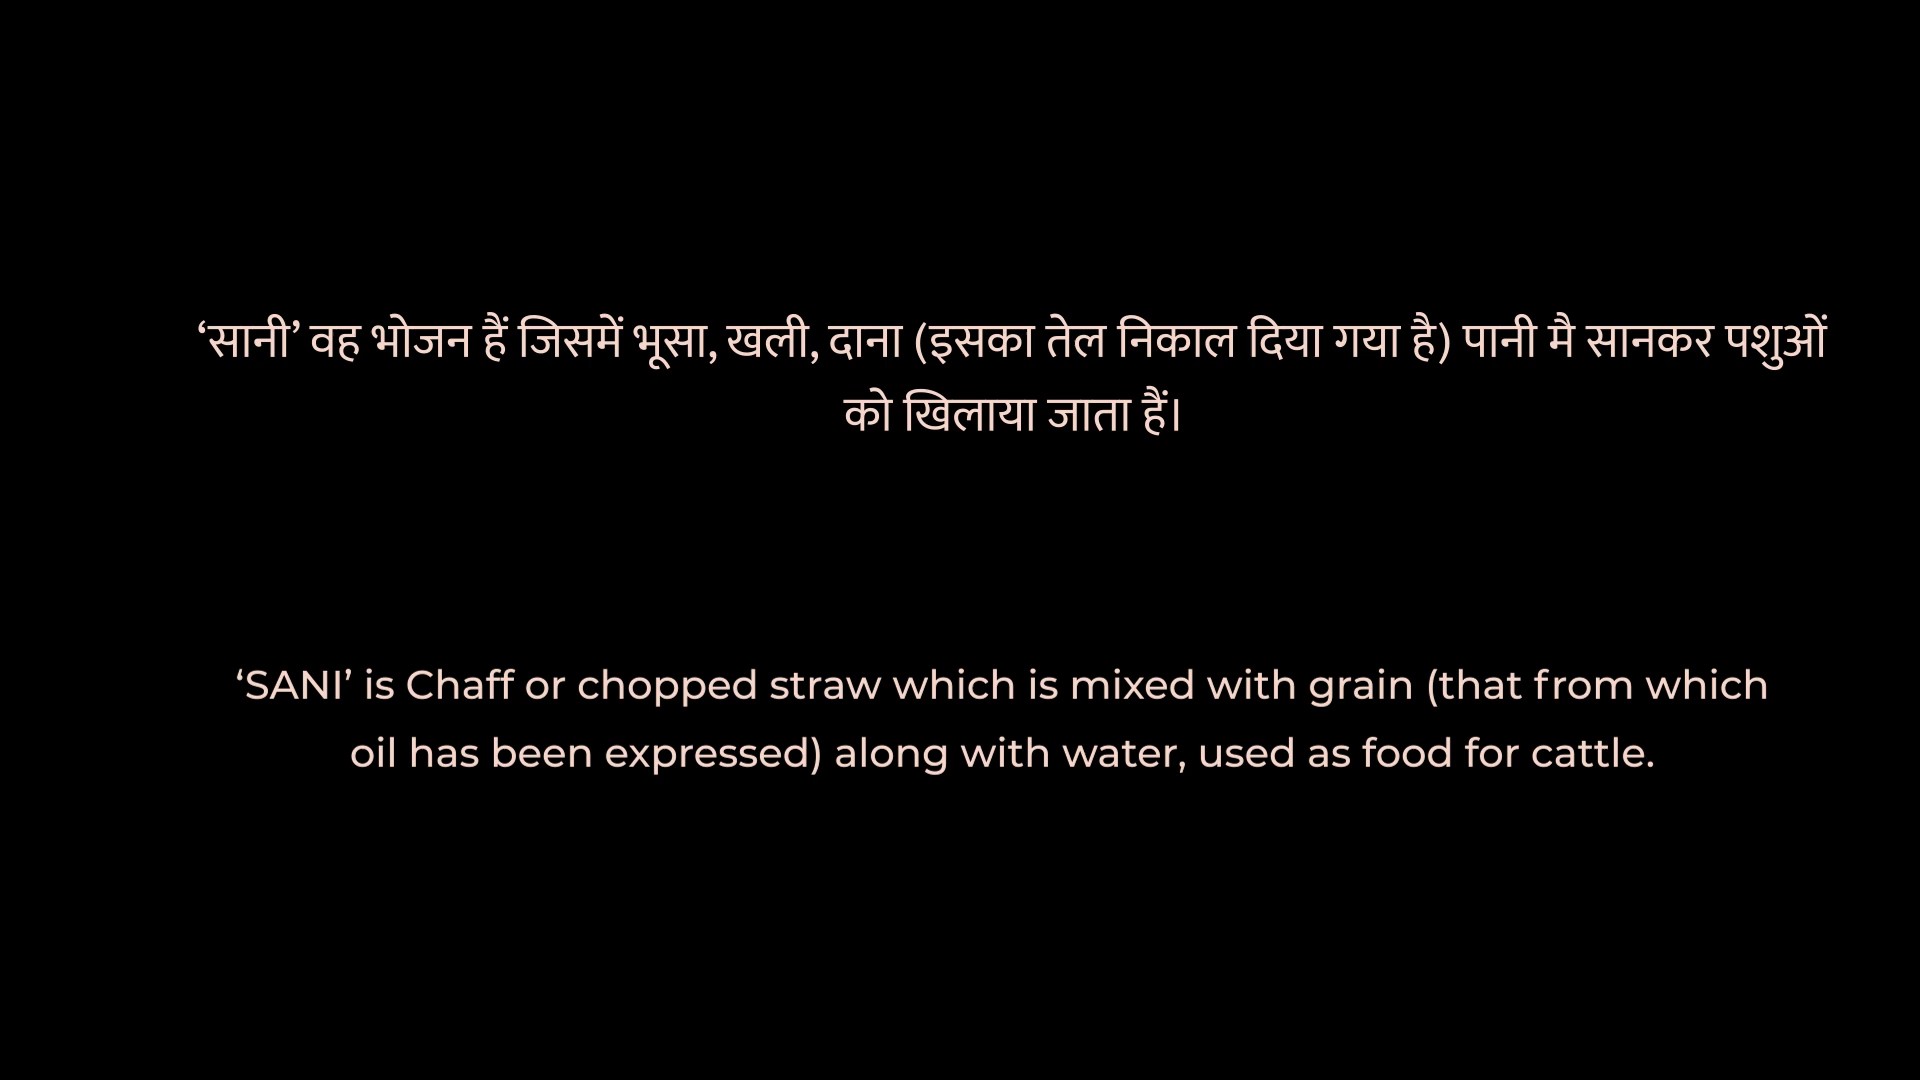 ‘सानी’ वह भोजन हैं जिसमें भूसा, खली, दाना (इसका तेल निकाल दिया गया है) पानी मै सानकर पशुओं
को खिलाया जाता हैं।
‘SANI’ is Chaff or chopped straw which is mixed with grain (that from which
oil has been expressed) along with water, used as food for cattle.